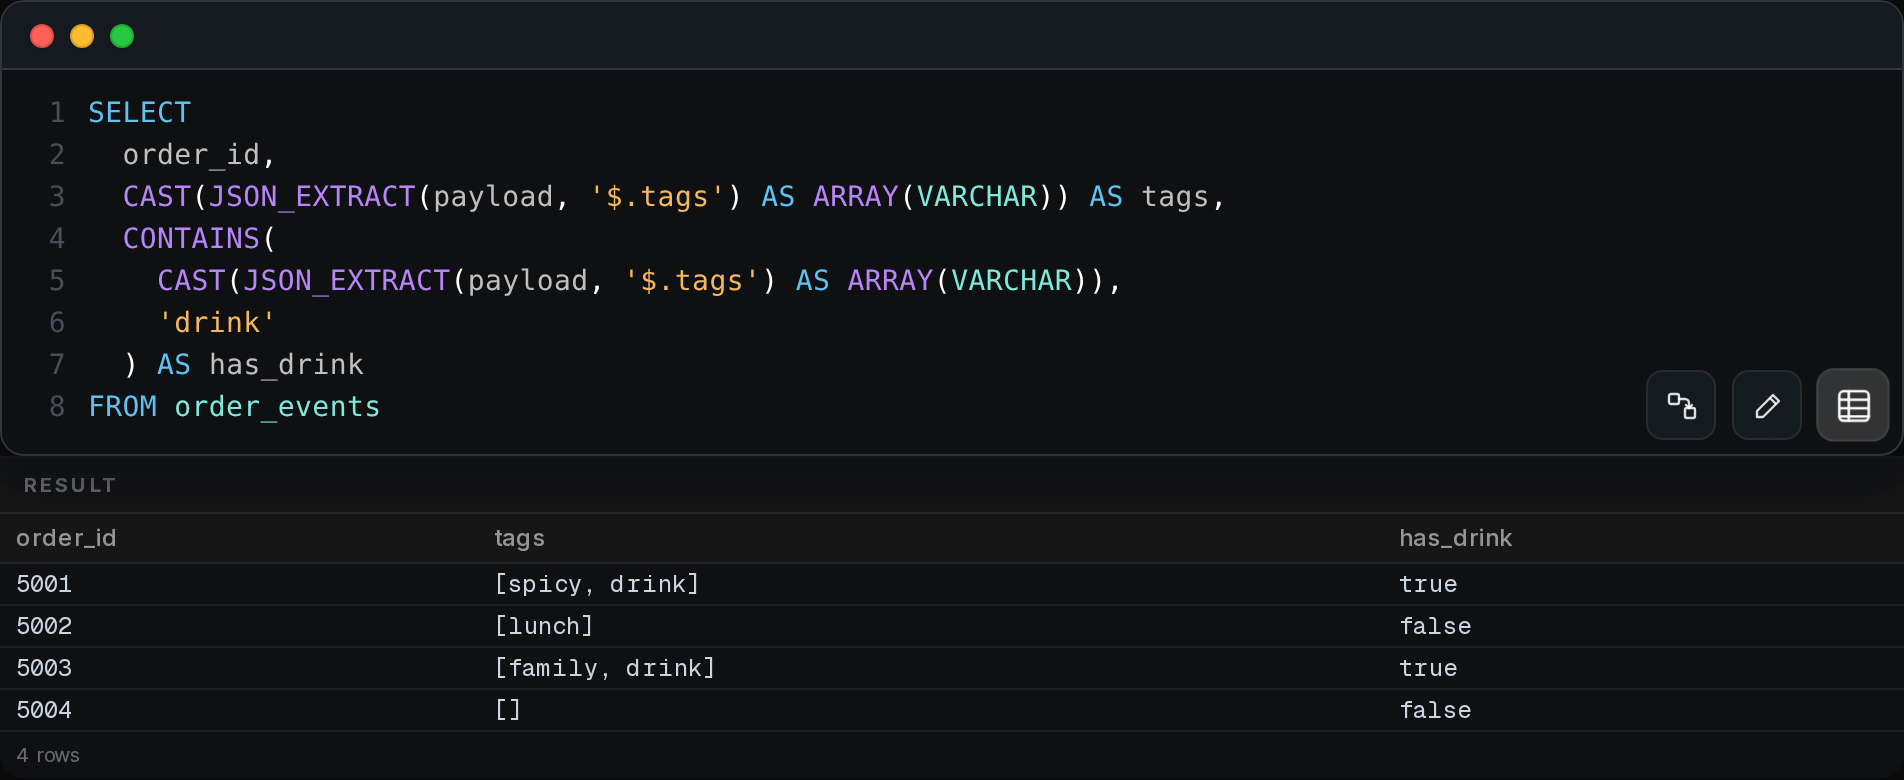 1 SELECT
2   order_id,
3   CAST(JSON_EXTRACT(payload, '$.tags') AS ARRAY(VARCHAR)) AS tags,
4   CONTAINS(
5     CAST(JSON_EXTRACT(payload, '$.tags') AS ARRAY(VARCHAR)),
6     'drink'
7   ) AS has_drink
8 FROM order_events
RESULT
order_id tags has_drink
5001 [spicy, drink] true
5002 [lunch] false
5003 [family, drink] true
5004 [] false
4 rows